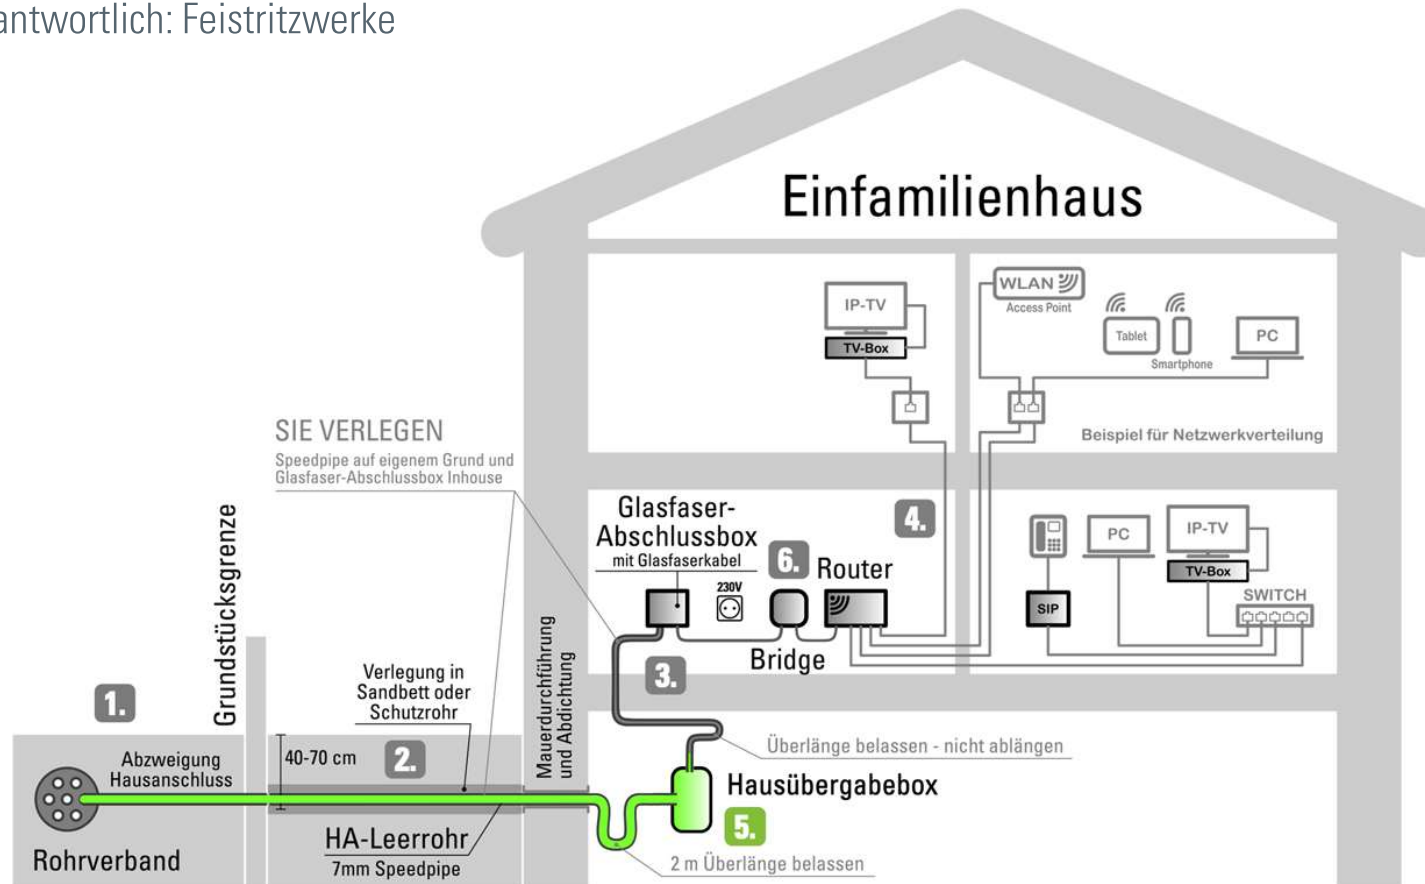 antwortlich: Feistritzwerke
Einfamilienhaus
IP-TV
TV-Box
WLAN
Access Point
Tablet
Smartphone
PC
Beispiel für Netzwerkverteilung
SIE VERLEGEN
Speedpipe auf eigenem Grund und
Glasfaser-Abschlussbox Inhouse
Glasfaser-
Abschlussbox
mit Glasfaserkabel
230V
6.
Router
Bridge
4.
PC
IP-TV
TV-Box
SIP
SWITCH
3.
Grundstücksgrenze
Mauerdurchführung
und Abdichtung
1.
Verlegung in
Sandbett oder
Schutzrohr
2.
40-70 cm
Abzweigung
Hausanschluss
Rohrverband
HA-Leerrohr
7mm Speedpipe
Überlänge belassen - nicht ablängen
Hausübergabebox
5.
2 m Überlänge belassen